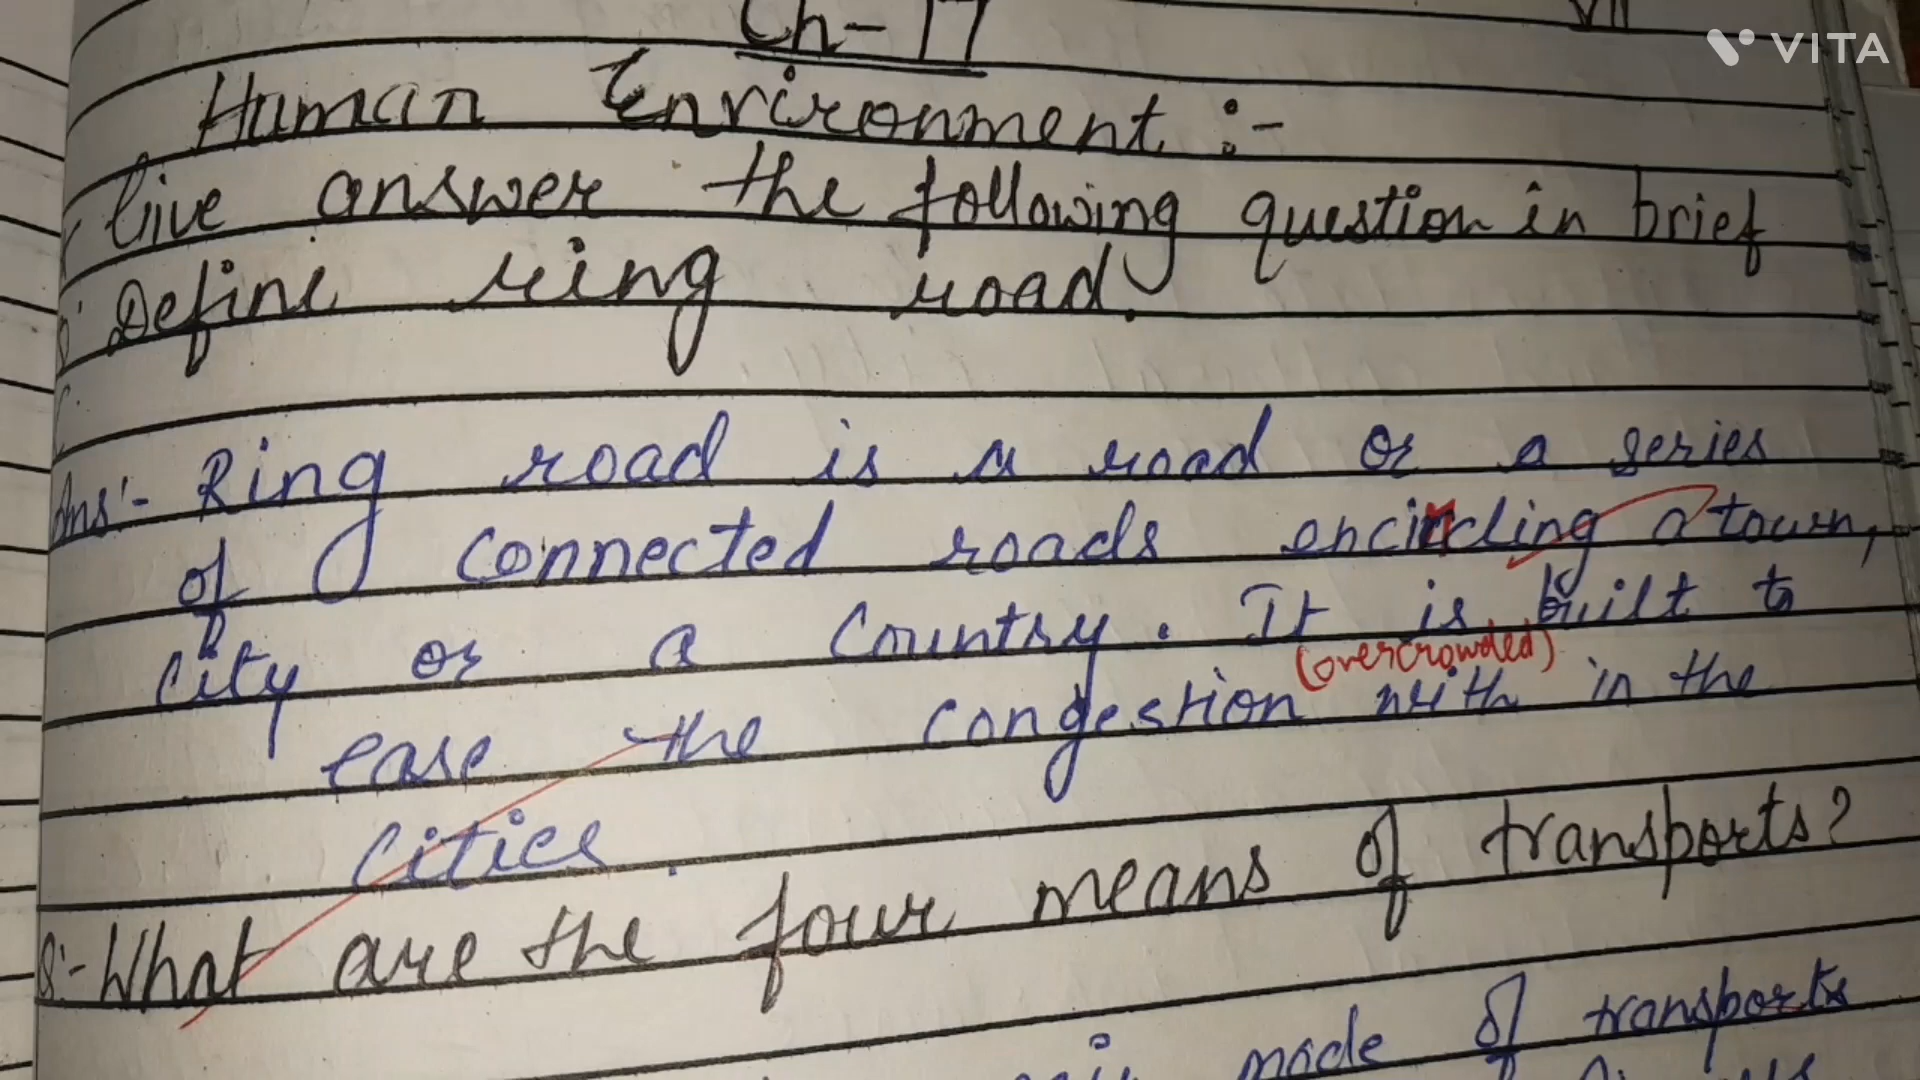 Ch-17
VII
VITA
Human Environment :-
Give answer the following question in brief
Q: Define ring road.
Ans:- Ring road is a road or a series
of connected roads encircling a town,
city or a country. It is built to
(overcrowded)
ease the congestion with in the
cities.
Q:- What are the four means of transports?
mode of transports